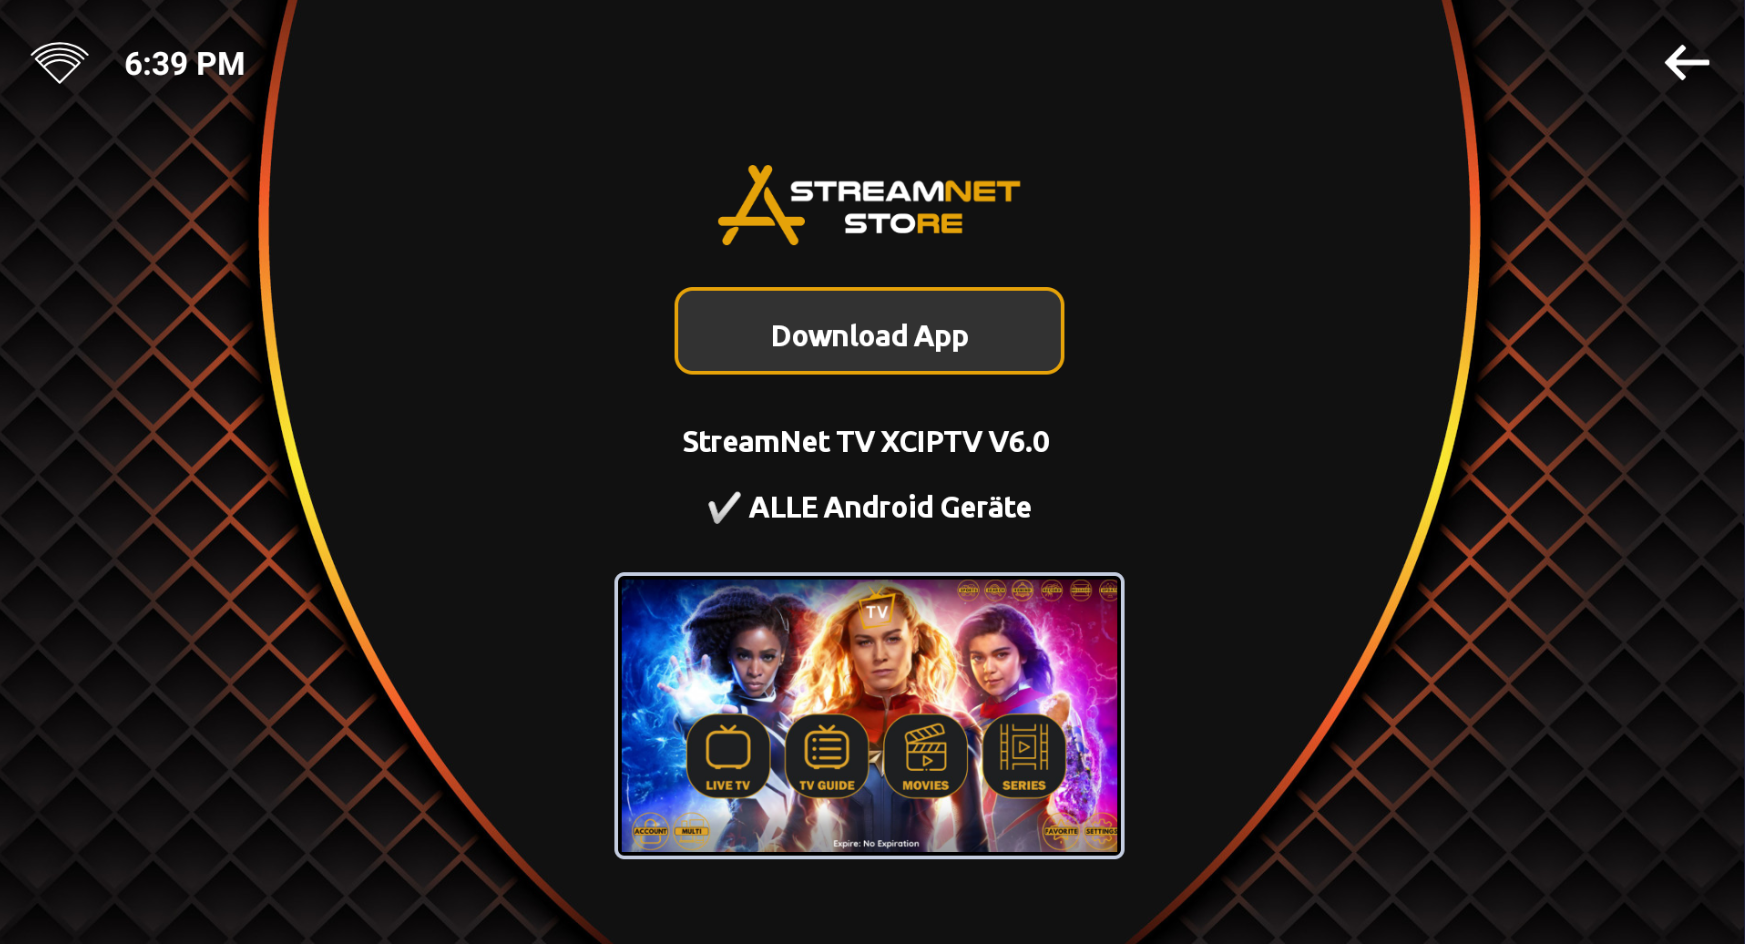 6:39 PM
STREAMNET
STORE
Download App
StreamNet TV XCIPTV V6.0
✔ ALLE Android Geräte
TV
LIVE TV
TV GUIDE
MOVIES
SERIES
ACCOUNT
MULTI
FAVORITE
SETTINGS
Expire: No Expiration